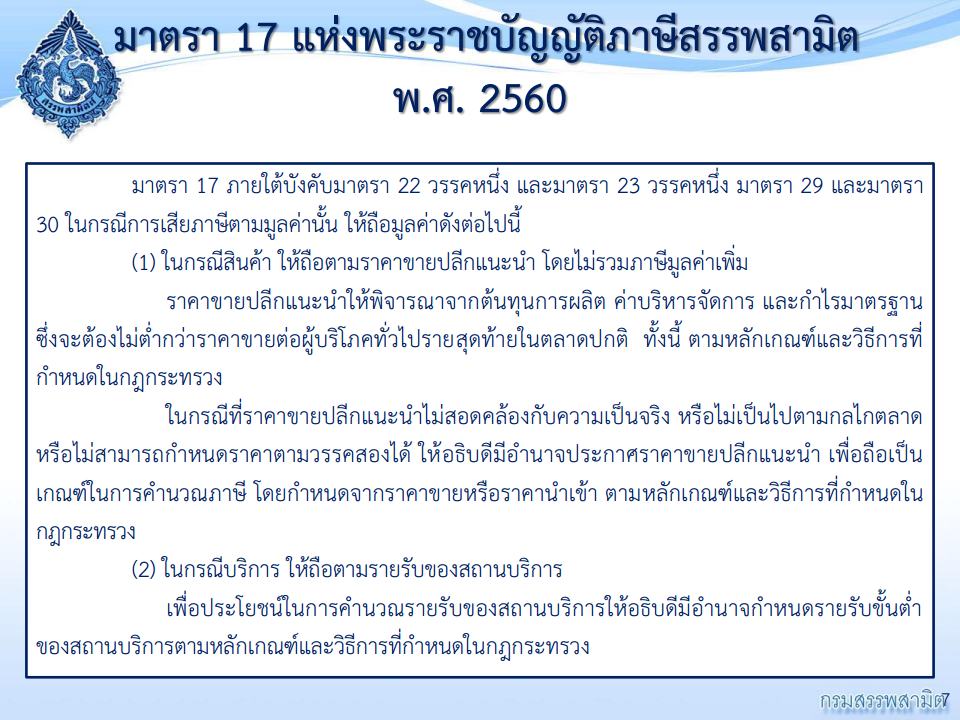 มาตรา 17 แห่งพระราชบัญญัติภาษีสรรพสามิต
พ.ศ. 2560
สรรพสามิตต์
มาตรา 17 ภายใต้บังคับมาตรา 22 วรรคหนึ่ง และมาตรา 23 วรรคหนึ่ง มาตรา 29 และมาตรา
30 ในกรณีการเสียภาษีตามมูลค่านั้น ให้ถือมูลค่าดังต่อไปนี้
(1) ในกรณีสินค้า ให้ถือตามราคาขายปลีกแนะนำ โดยไม่รวมภาษีมูลค่าเพิ่ม
ราคาขายปลีกแนะนำให้พิจารณาจากต้นทุนการผลิต ค่าบริหารจัดการ และกำไรมาตรฐาน
ซึ่งจะต้องไม่ต่ำกว่าราคาขายต่อผู้บริโภคทั่วไปรายสุดท้ายในตลาดปกติ ทั้งนี้ ตามหลักเกณฑ์และวิธีการที่
กำหนดในกฎกระทรวง
ในกรณีที่ราคาขายปลีกแนะนำไม่สอดคล้องกับความเป็นจริง หรือไม่เป็นไปตามกลไกตลาด
หรือไม่สามารถกำหนดราคาตามวรรคสองได้ ให้อธิบดีมีอำนาจประกาศราคาขายปลีกแนะนำ เพื่อถือเป็น
เกณฑ์ในการคำนวณภาษี โดยกำหนดจากราคาขายหรือราคานำเข้า ตามหลักเกณฑ์และวิธีการที่กำหนดใน
กฎกระทรวง
(2) ในกรณีบริการ ให้ถือตามรายรับของสถานบริการ
เพื่อประโยชน์ในการคำนวณรายรับของสถานบริการให้อธิบดีมีอำนาจกำหนดรายรับขั้นต่ำ
ของสถานบริการตามหลักเกณฑ์และวิธีการที่กำหนดในกฎกระทรวง
กรมสรรพสามิต 7